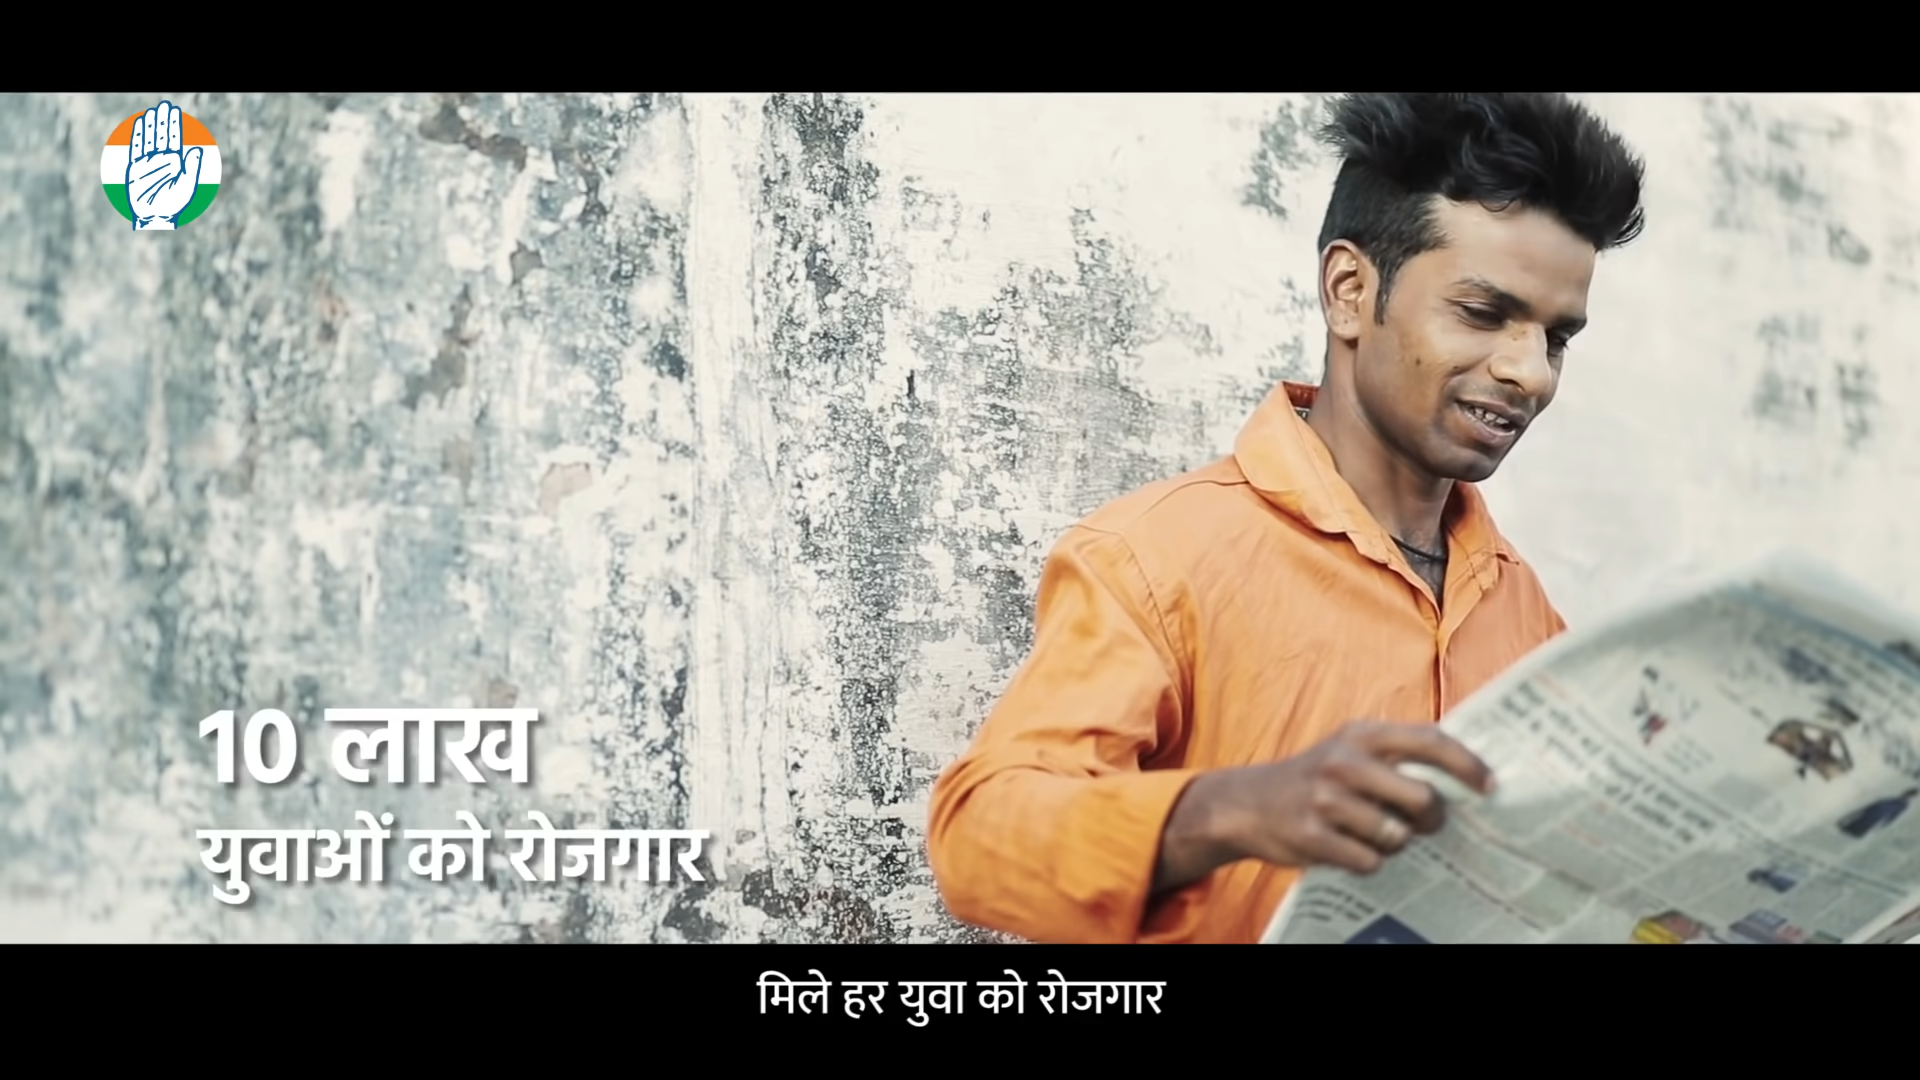 10 लाख
युवाओं को रोजगार
मिले हर युवा को रोजगार